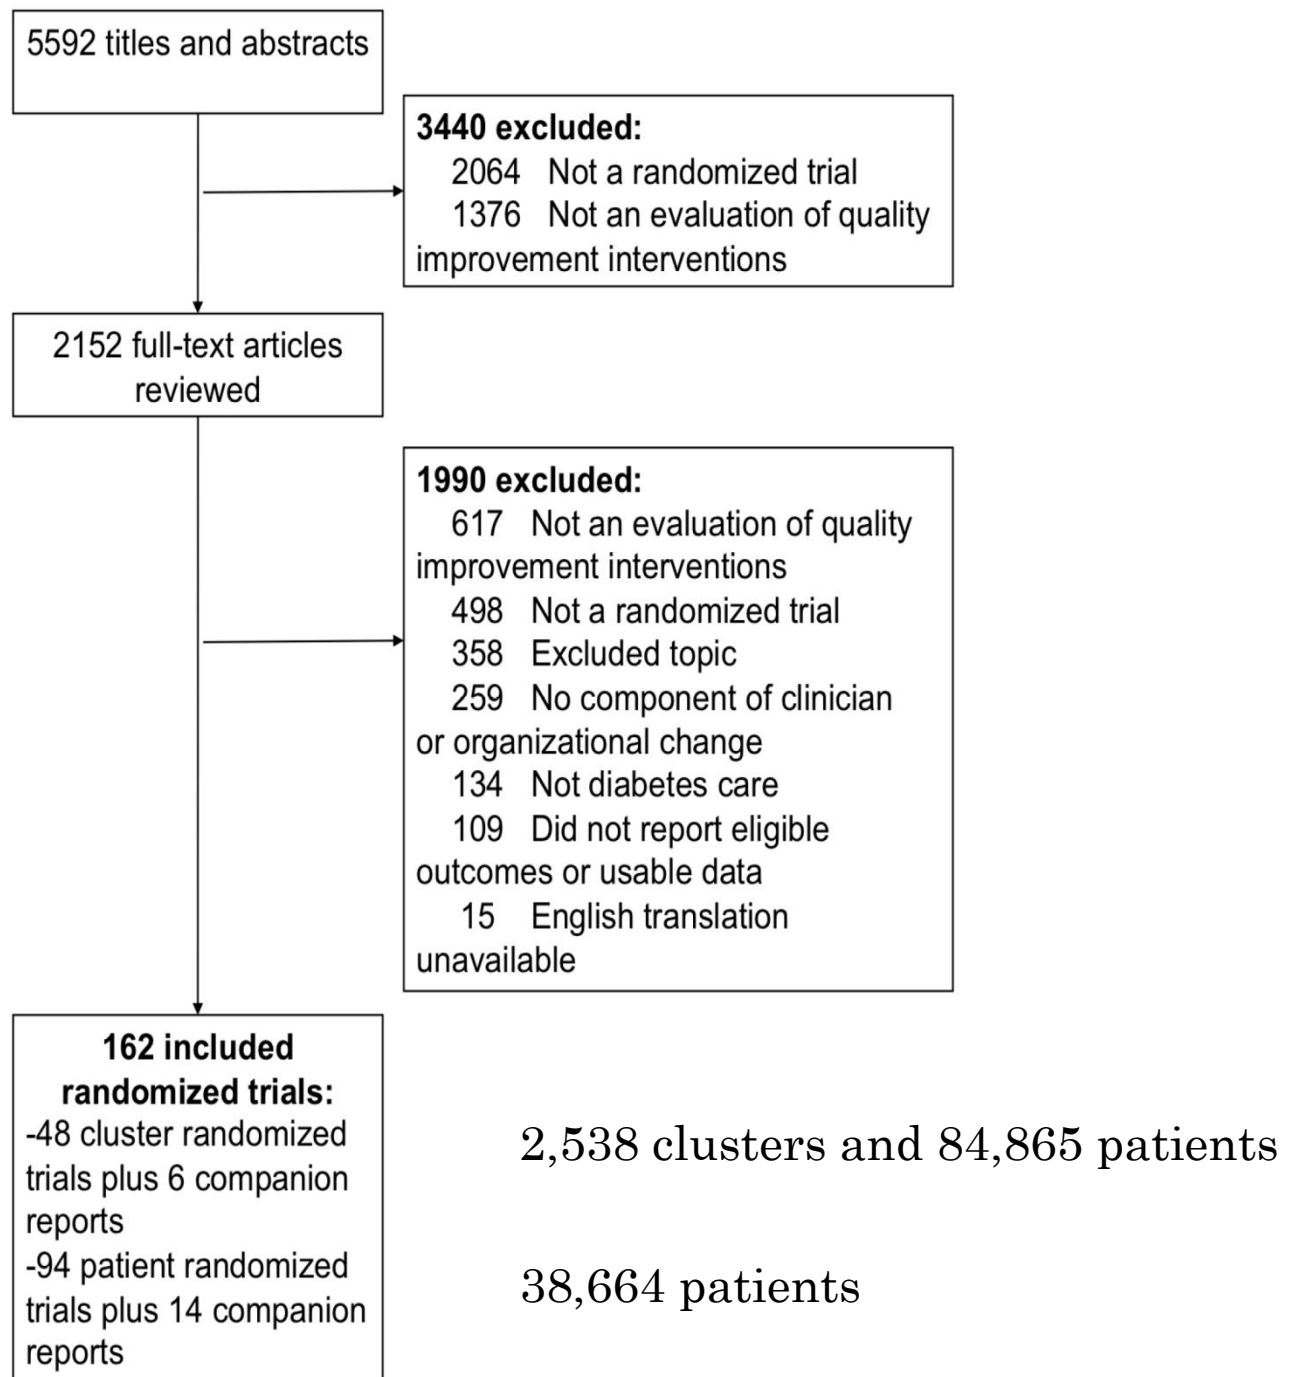 5592 titles and abstracts
3440 excluded:
2064 Not a randomized trial
1376 Not an evaluation of quality
improvement interventions
2152 full-text articles
reviewed
1990 excluded:
617 Not an evaluation of quality
improvement interventions
498 Not a randomized trial
358 Excluded topic
259 No component of clinician
or organizational change
134 Not diabetes care
109 Did not report eligible
outcomes or usable data
15 English translation
unavailable
162 included
randomized trials:
-48 cluster randomized
trials plus 6 companion
reports
-94 patient randomized
trials plus 14 companion
reports
2,538 clusters and 84,865 patients
38,664 patients